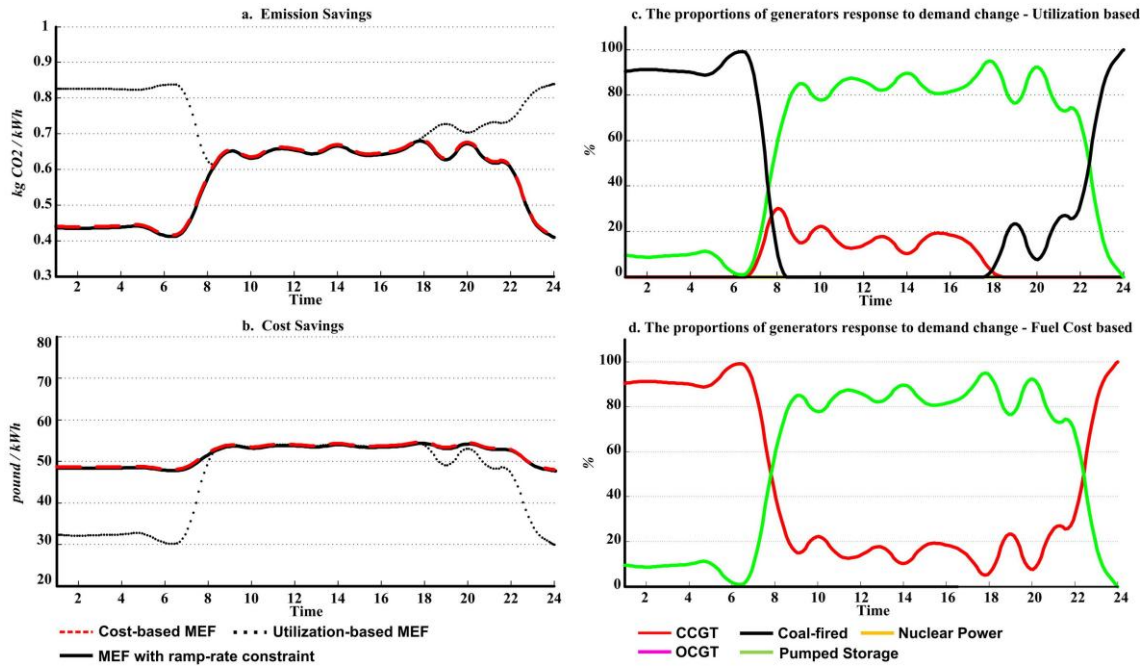 a. Emission Savings
1
0.9
0.8
0.7
0.6
0.5
0.4
0.3
kg CO2 / kWh
2 4 6 8 10 12 14 16 18 20 22 24
Time
b. Cost Savings
80
70
60
50
40
30
20
pound / kWh
2 4 6 8 10 12 14 16 18 20 22 24
Time
Cost-based MEF Utilization-based MEF
MEF with ramp-rate constraint
c. The proportions of generators response to demand change - Utilization based
100
80
60
40
20
0
%
2 4 6 8 10 12 14 16 18 20 22 24
Time
d. The proportions of generators response to demand change - Fuel Cost based
100
80
60
40
20
0
%
2 4 6 8 10 12 14 16 18 20 22 24
Time
CCGT Coal-fired Nuclear Power
OCGT Pumped Storage